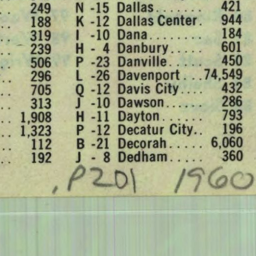 249 N -15 Dallas..... 421
188 K -12 Dallas Center. 944
319 I -10 Dana....... 184
239 H - 4 Danbury..... 601
506 P -23 Danville.... 450
296 L -26 Davenport... 74,549
705 Q -12 Davis City.... 432
313 J -10 Dawson...... 286
1,908 H -11 Dayton...... 793
1,323 P -12 Decatur City.. 196
112 B -21 Decorah..... 6,060
192 J - 8 Dedham..... 360
P201 1960